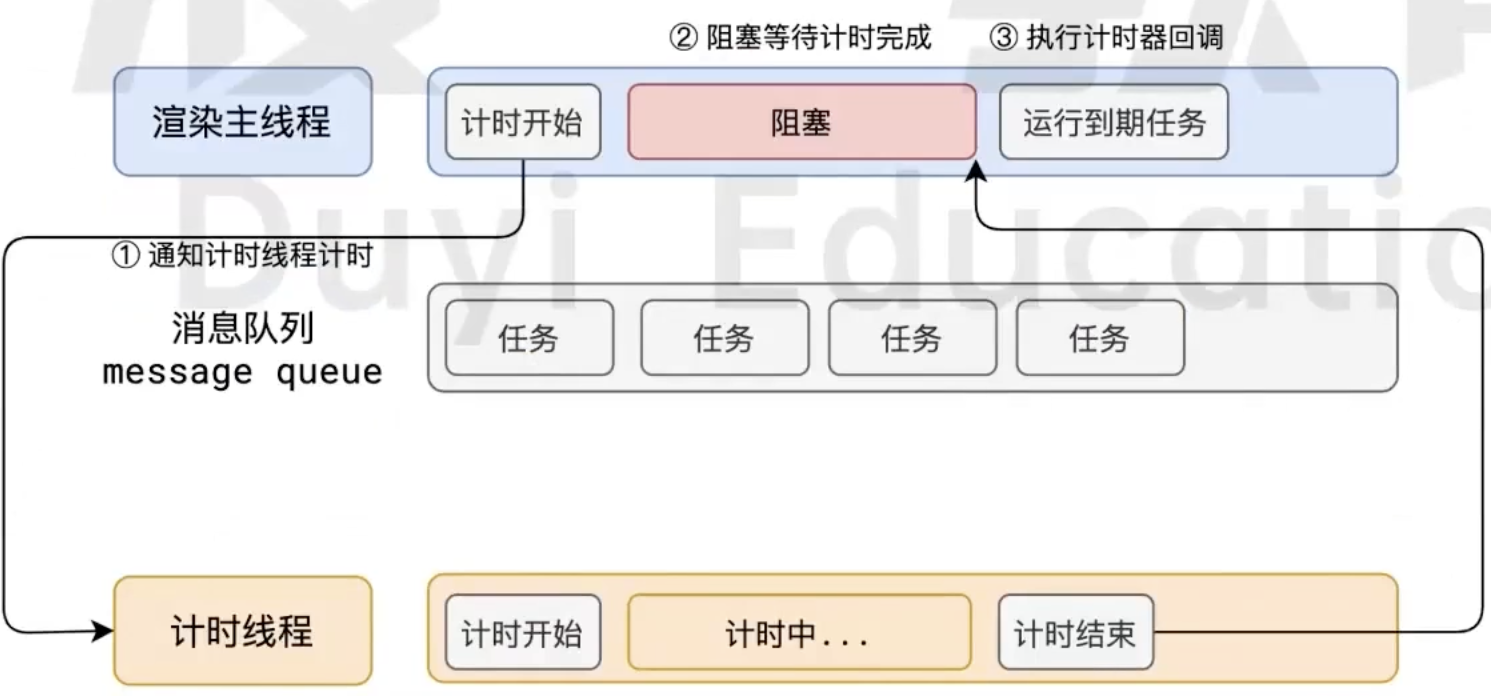 ② 阻塞等待计时完成
③ 执行计时器回调
渲染主线程
计时开始
阻塞
运行到期任务
① 通知计时线程计时
Duyi Educatio
消息队列
message queue
任务
任务
任务
任务
计时线程
计时开始
计时中...
计时结束